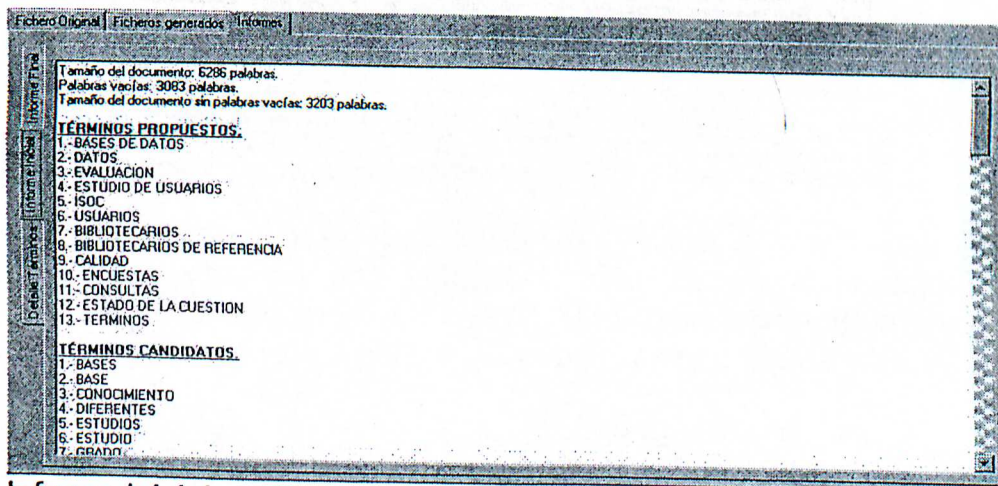 Fichero Original Ficheros generados Informes
Informe Final
Informe Inicial
Detalle Términos
Tamaño del documento: 6286 palabras.
Palabras vacías: 3083 palabras.
Tamaño del documento sin palabras vacías: 3203 palabras.
TÉRMINOS PROPUESTOS.
1.- BASES DE DATOS
2.- DATOS
3.- EVALUACION
4.- ESTUDIO DE USUARIOS
5.- ISOC
6.- USUARIOS
7.- BIBLIOTECARIOS
8.- BIBLIOTECARIOS DE REFERENCIA
9.- CALIDAD
10.- ENCUESTAS
11.- CONSULTAS
12.- ESTADO DE LA CUESTION
13.- TERMINOS
TÉRMINOS CANDIDATOS.
1.- BASES
2.- BASE
3.- CONOCIMIENTO
4.- DIFERENTES
5.- ESTUDIOS
6.- ESTUDIO
7.- GRADO